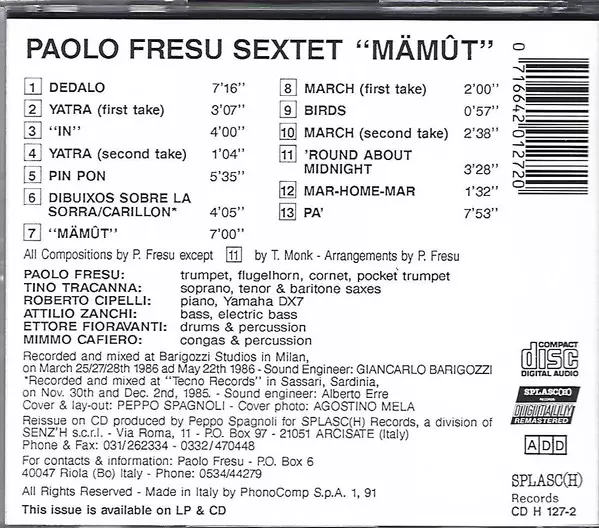 PAOLO FRESU SEXTET “MÄMÛT”
1 DEDALO 7'16''
2 YATRA (first take) 3'07''
3 “IN” 4'00''
4 YATRA (second take) 1'04''
5 PIN PON 5'35''
6 DIBUIXOS SOBRE LA
SORRA/CARILLON* 4'05''
7 “MÄMÛT” 7'00''
8 MARCH (first take) 2'00''
9 BIRDS 0'57''
10 MARCH (second take) 2'38''
11 'ROUND ABOUT
MIDNIGHT 3'28''
12 MAR-HOME-MAR 1'32''
13 PA' 7'53''
0 716642 012720
All Compositions by P. Fresu except 11 by T. Monk - Arrangements by P. Fresu
PAOLO FRESU: trumpet, flugelhorn, cornet, pocket trumpet
TINO TRACANNA: soprano, tenor & baritone saxes
ROBERTO CIPELLI: piano, Yamaha DX7
ATTILIO ZANCHI: bass, electric bass
ETTORE FIORAVANTI: drums & percussion
MIMMO CAFIERO: congas & percussion
Recorded and mixed at Barigozzi Studios in Milan,
on March 25/27/28th 1986 ad May 22th 1986 - Sound Engineer: GIANCARLO BARIGOZZI
*Recorded and mixed at "Tecno Records" in Sassari, Sardinia,
on Nov. 30th and Dec. 2nd, 1985. - Sound engineer: Alberto Erre
Cover & lay-out: PEPPO SPAGNOLI - Cover photo: AGOSTINO MELA
Reissue on CD produced by Peppo Spagnoli for SPLASC(H) Records, a division of
SENZ'H s.c.r.l. - Via Roma, 11 - P.O. Box 97 - 21051 ARCISATE (Italy)
Phone & Fax: 031/262334 - 0332/470448
For contacts & information: Paolo Fresu - P.O. Box 6
40047 Riola (Bo) Italy - Phone: 0534/44279
All Rights Reserved - Made in Italy by PhonoComp S.p.A. 1, 91
This issue is available on LP & CD
COMPACT
disc
DIGITAL AUDIO
SPLASC(H)
DIGITALLY
REMASTERED
ADD
SPLASC(H)
Records
CD H 127-2